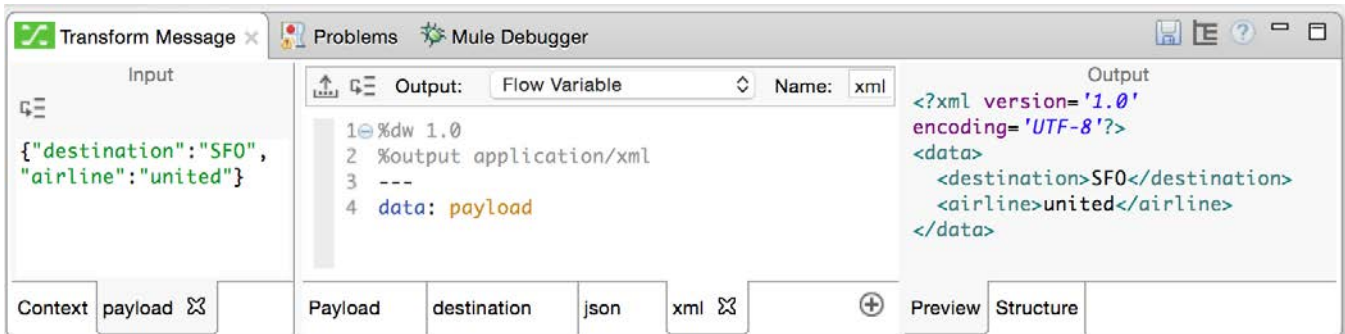 Transform Message Problems Mule Debugger
Input
{"destination":"SFO",
"airline":"united"}
Context payload
Output: Flow Variable Name: xml
1 %dw 1.0
2 %output application/xml
3 ---
4 data: payload
Payload destination json xml
Output
<?xml version='1.0'
encoding='UTF-8'?>
<data>
<destination>SFO</destination>
<airline>united</airline>
</data>
Preview Structure